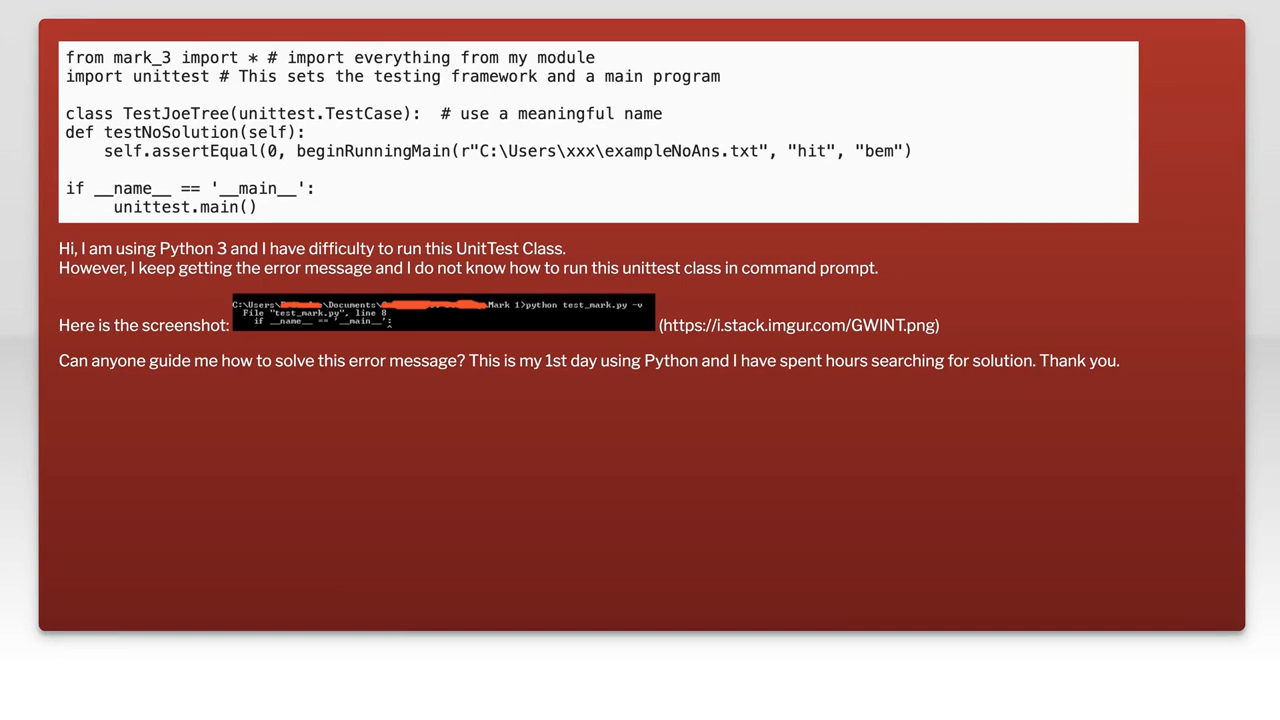 from mark_3 import * # import everything from my module
import unittest # This sets the testing framework and a main program
class TestJoeTree(unittest.TestCase):  # use a meaningful name
def testNoSolution(self):
    self.assertEqual(0, beginRunningMain(r"C:\Users\xxx\exampleNoAns.txt", "hit", "bem")
if __name__ == '__main__':
     unittest.main()
Hi, I am using Python 3 and I have difficulty to run this UnitTest Class.
However, I keep getting the error message and I do not know how to run this unittest class in command prompt.
C:\Users\ \Documents\ Mark 1>python test_mark.py -v
File "test_mark.py", line 8
if __name__ == '__main__':
^
Here is the screenshot: (https://i.stack.imgur.com/GWINT.png)
Can anyone guide me how to solve this error message? This is my 1st day using Python and I have spent hours searching for solution. Thank you.